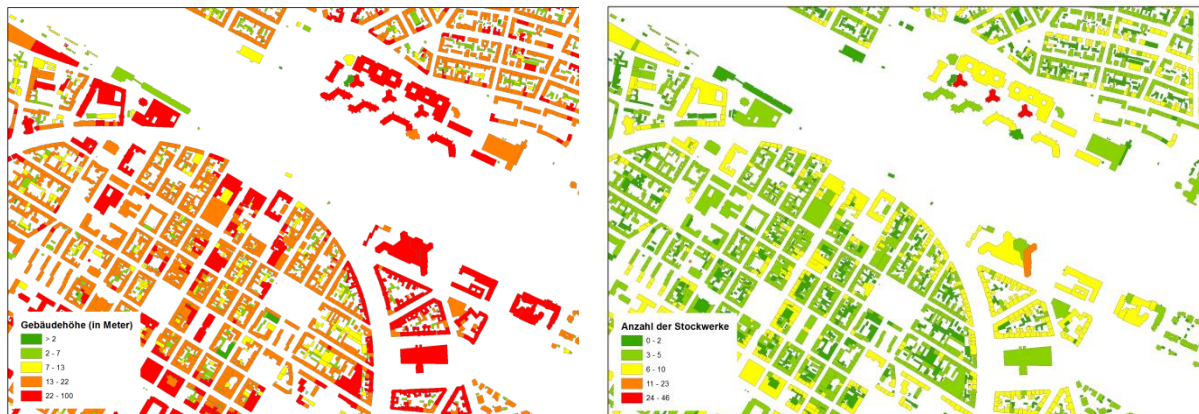 Gebäudehöhe (in Meter)
> 2
2 - 7
7 - 13
13 - 22
22 - 100
Anzahl der Stockwerke
0 - 2
3 - 5
6 - 10
11 - 23
24 - 46